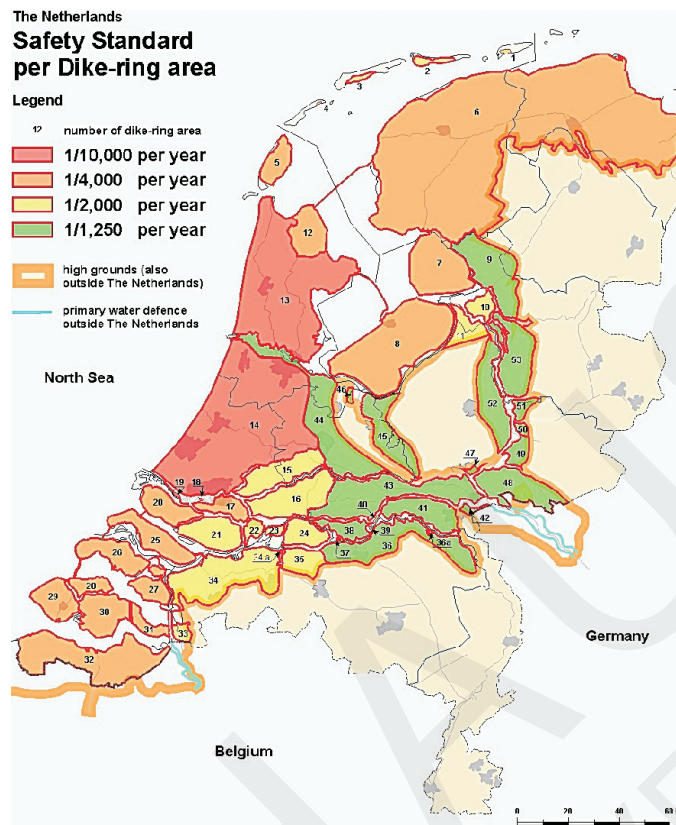 The Netherlands
Safety Standard
per Dike-ring area
Legend
12 number of dike-ring area
1/10,000 per year
1/4,000 per year
1/2,000 per year
1/1,250 per year
high grounds (also
outside The Netherlands)
primary water defence
outside The Netherlands
North Sea
Germany
Belgium
1
2
3
4
5
6
7
12
9
13
10
8
53
46
52
51
44
45
50
14
47
49
15
48
19 18
43
16
20
17
40
41
42
25
21
22 23
24
38
39
36a
37
36
26
34a
35
29
27
34
30
31
33
32
0 20 40 60